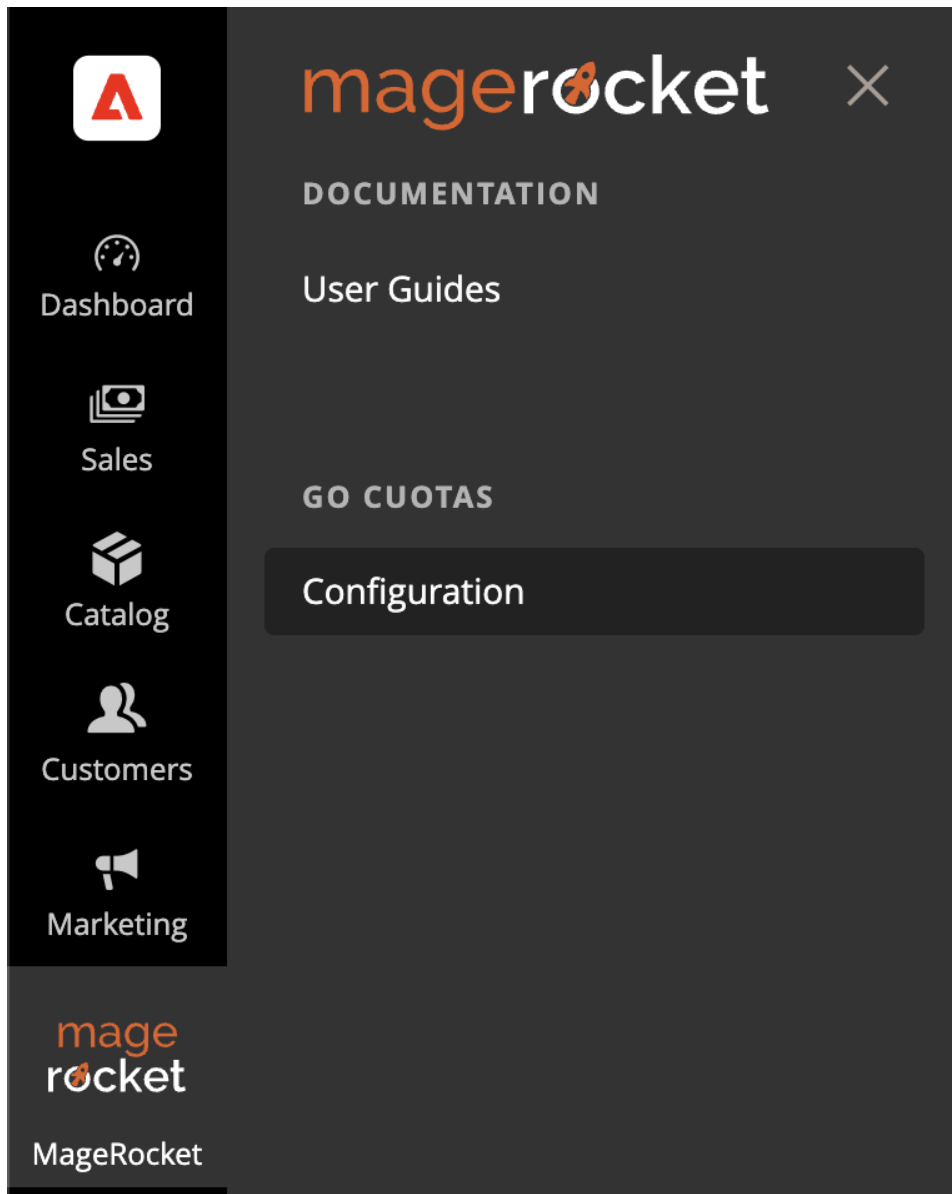 Dashboard
Sales
Catalog
Customers
Marketing
mage
rocket
MageRocket
magerocket
DOCUMENTATION
User Guides
GO CUOTAS
Configuration